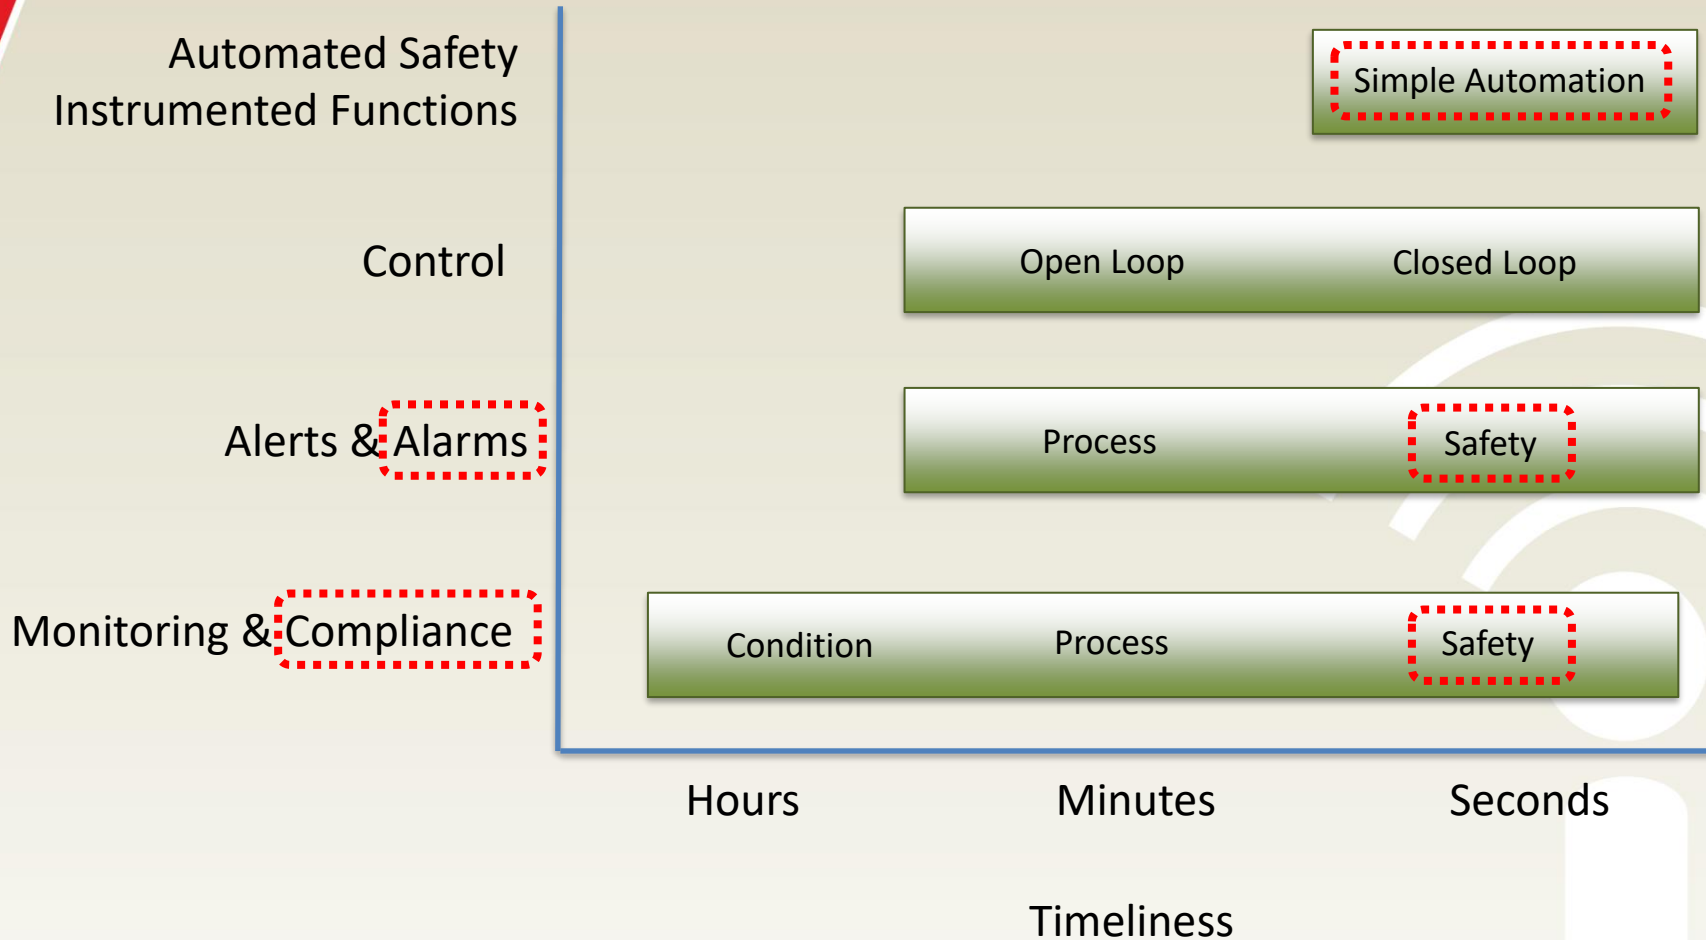 Automated Safety
Instrumented Functions
Simple Automation
Control
Open Loop
Closed Loop
Alerts & Alarms
Process
Safety
Monitoring & Compliance
Condition
Process
Safety
Hours
Minutes
Seconds
Timeliness